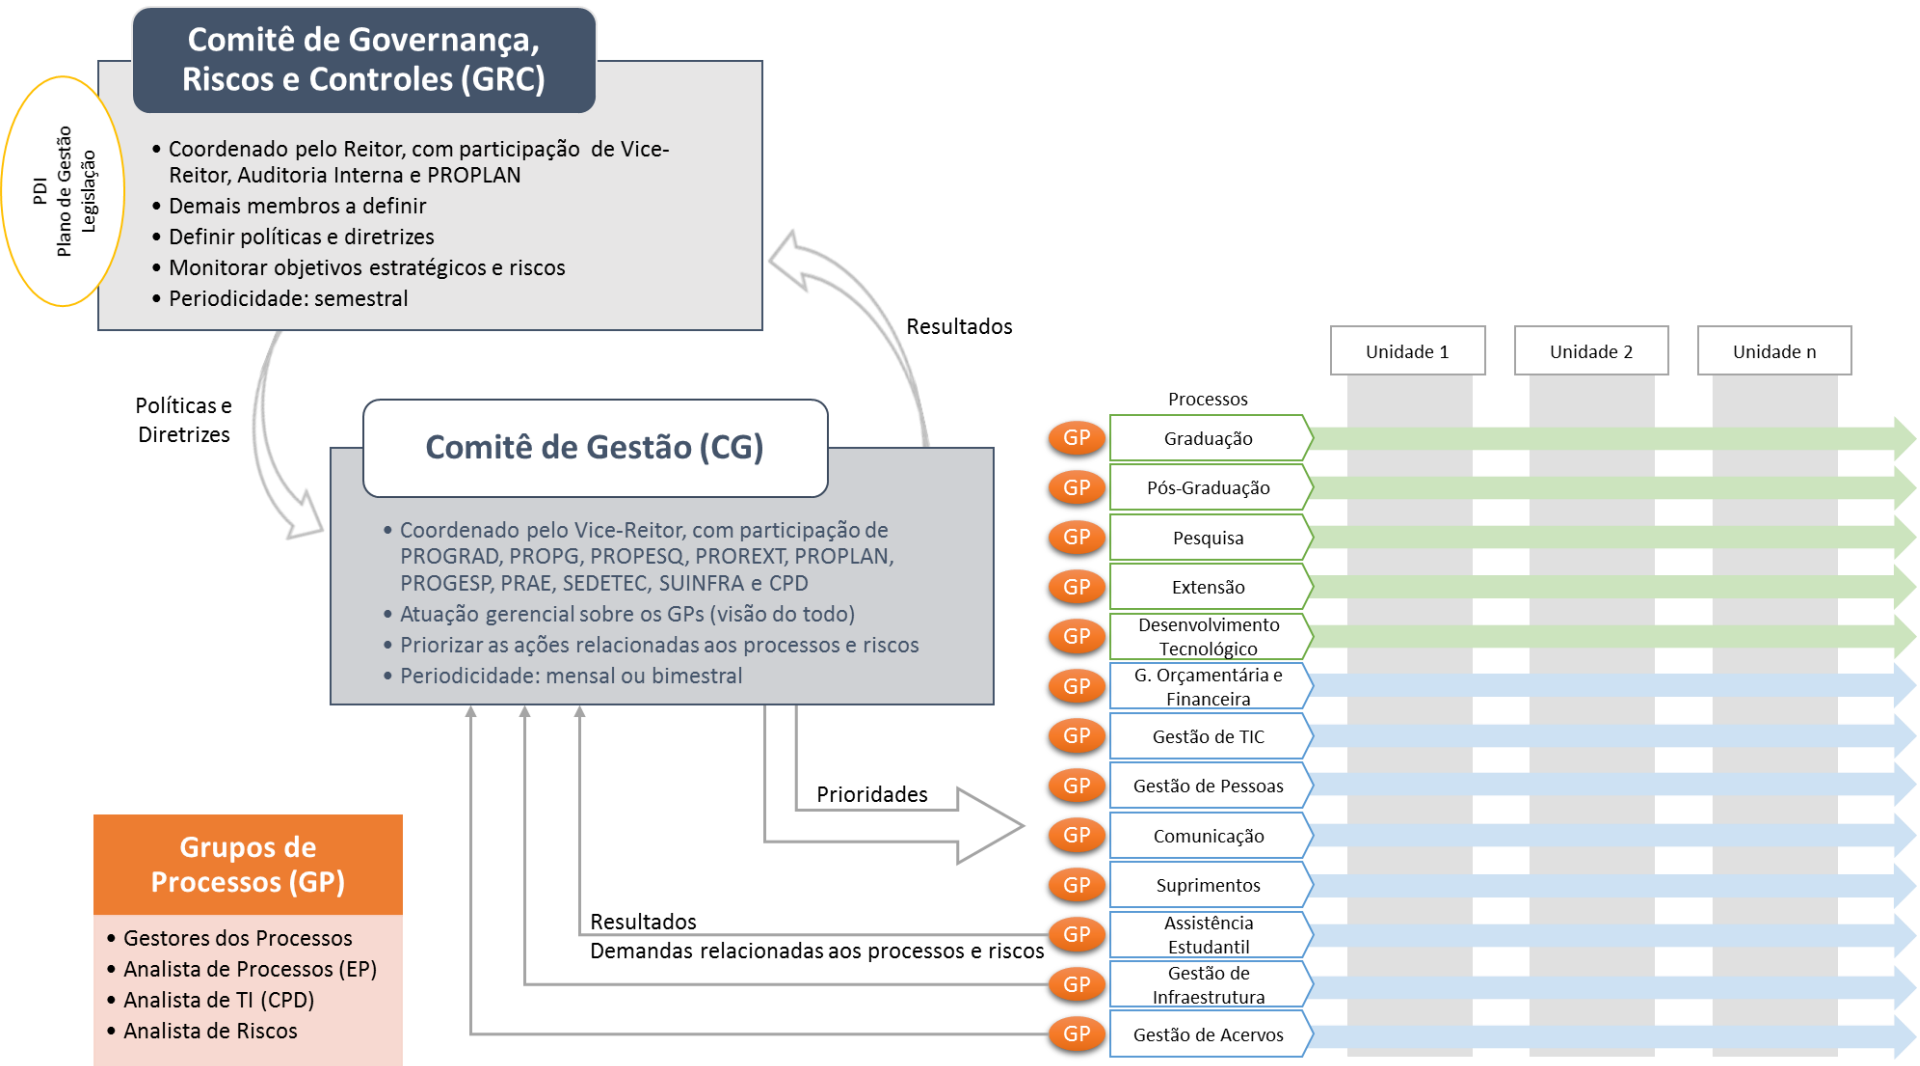 Comitê de Governança,
Riscos e Controles (GRC)
PDI
Plano de Gestão
Legislação
• Coordenado pelo Reitor, com participação de Vice-
Reitor, Auditoria Interna e PROPLAN
• Demais membros a definir
• Definir políticas e diretrizes
• Monitorar objetivos estratégicos e riscos
• Periodicidade: semestral
Resultados
Políticas e
Diretrizes
Comitê de Gestão (CG)
• Coordenado pelo Vice-Reitor, com participação de
PROGRAD, PROPG, PROPESQ, PROREXT, PROPLAN,
PROGESP, PRAE, SEDETEC, SUINFRA e CPD
• Atuação gerencial sobre os GPs (visão do todo)
• Priorizar as ações relacionadas aos processos e riscos
• Periodicidade: mensal ou bimestral
Prioridades
Resultados
Demandas relacionadas aos processos e riscos
Grupos de
Processos (GP)
• Gestores dos Processos
• Analista de Processos (EP)
• Analista de TI (CPD)
• Analista de Riscos
Unidade 1
Unidade 2
Unidade n
Processos
GP Graduação
GP Pós-Graduação
GP Pesquisa
GP Extensão
GP Desenvolvimento
Tecnológico
GP G. Orçamentária e
Financeira
GP Gestão de TIC
GP Gestão de Pessoas
GP Comunicação
GP Suprimentos
GP Assistência
Estudantil
GP Gestão de
Infraestrutura
GP Gestão de Acervos